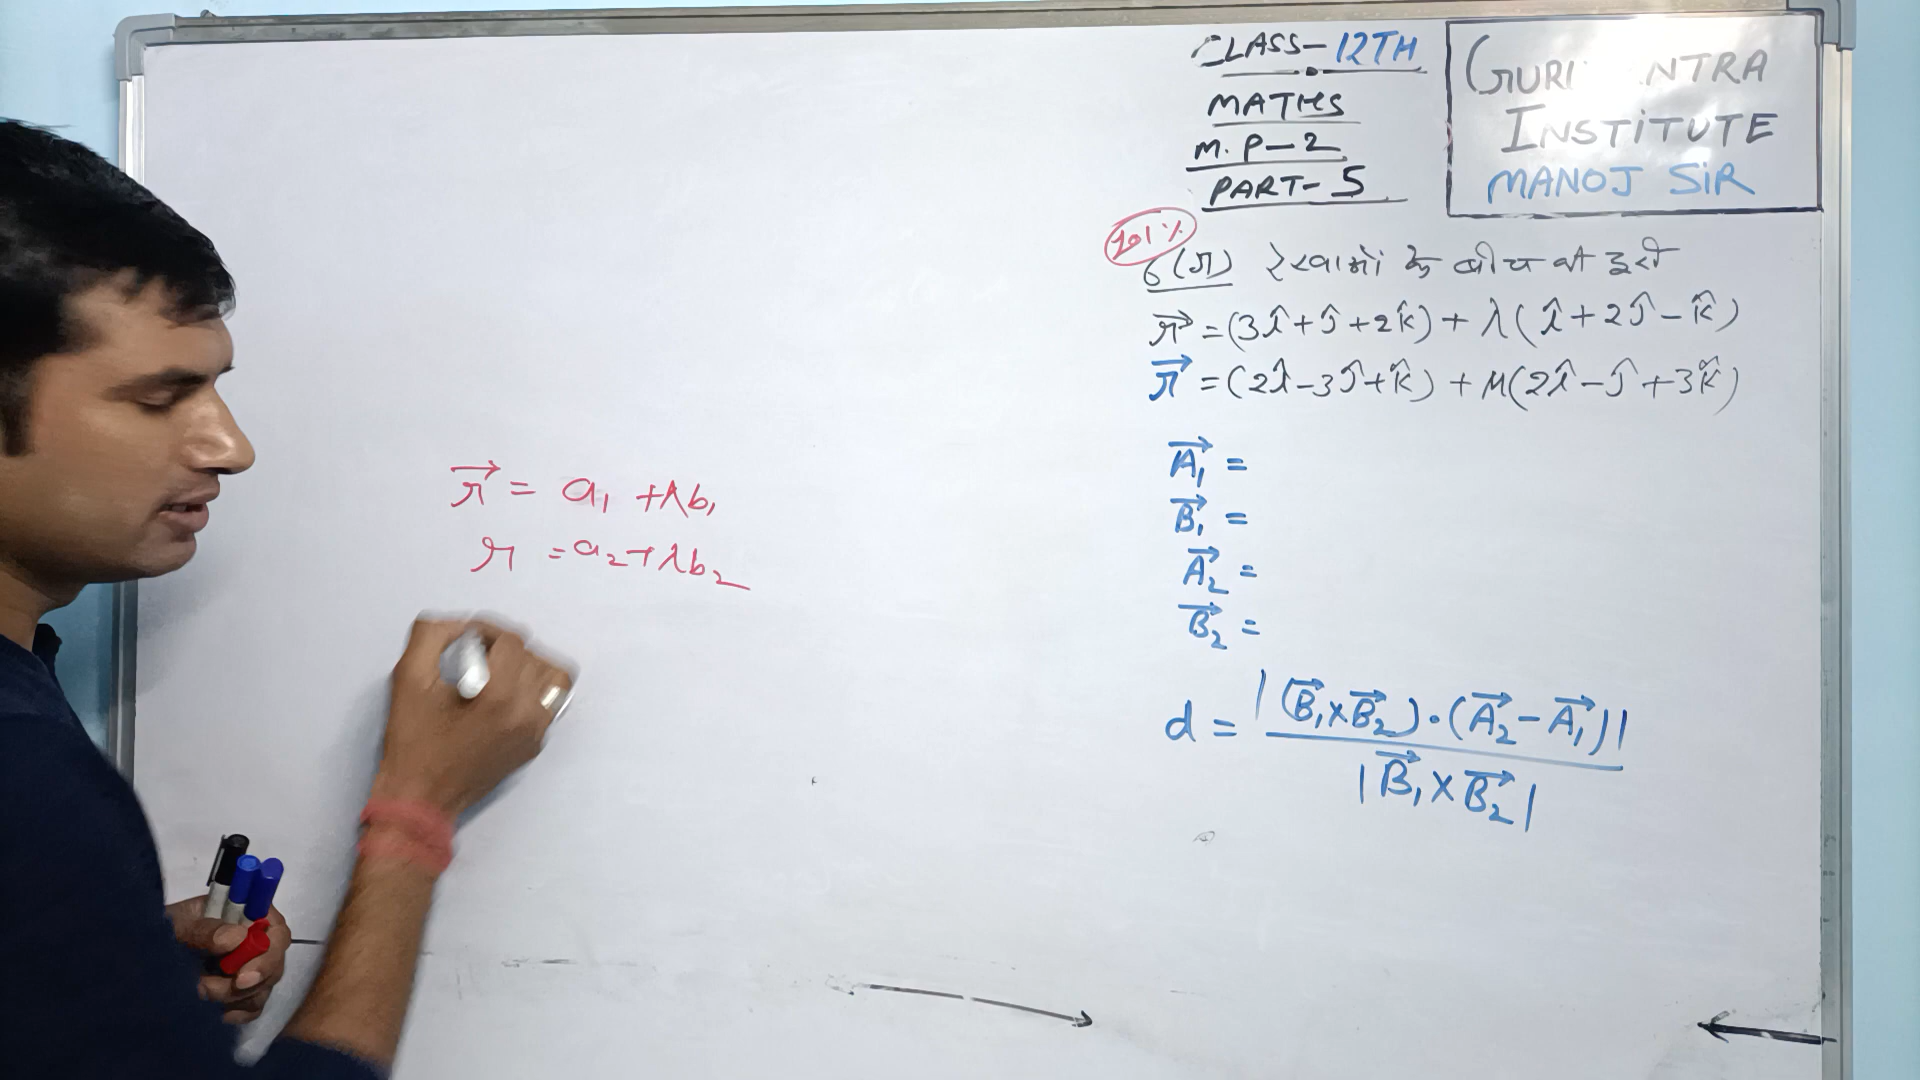 CLASS-12TH
MATHS
M.P-2
PART-5
INSTITUTE
MANOJ SIR
101%
रेखाओं के बीच की दूरी
r⃗ = (3î+ĵ+2k̂) + λ(î+2ĵ-k̂)
r⃗ = (2î-3ĵ+k̂) + μ(2î-ĵ+3k̂)
r⃗ = a₁ + λb₁
r = a₂+λb₂
A⃗₁ =
B⃗₁ =
A⃗₂ =
B⃗₂ =
d = |(B⃗₁×B⃗₂)·(A⃗₂-A⃗₁)|
|B⃗₁×B⃗₂|